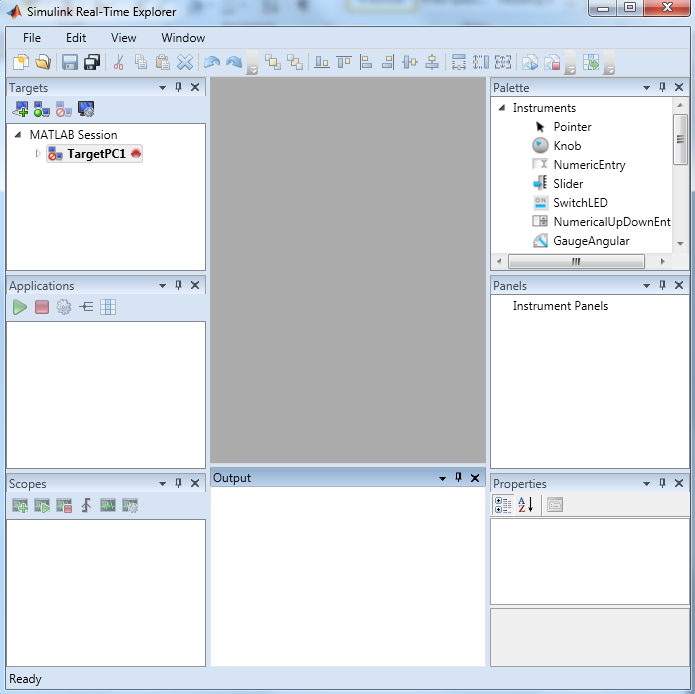 Simulink Real-Time Explorer
File Edit View Window
Targets
MATLAB Session
TargetPC1
Applications
Scopes
Output
Palette
Instruments
Pointer
Knob
NumericEntry
Slider
SwitchLED
NumericalUpDownEnt
GaugeAngular
Panels
Instrument Panels
Properties
Ready